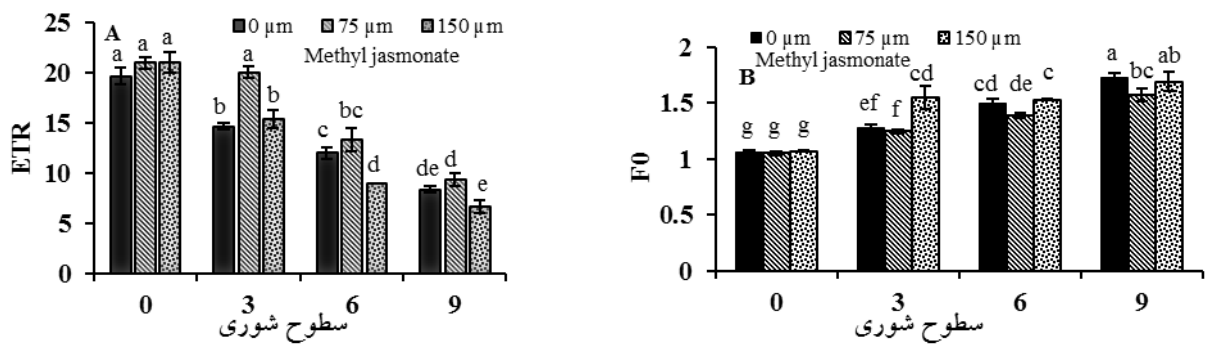 A
0 µm 75 µm 150 µm
Methyl jasmonate
ETR
25
20
15
10
5
0
a a a
b a b
c bc d
de d e
0 3 6 9
سطوح شوری
B
0 µm 75 µm 150 µm
Methyl jasmonate
F0
2
1.5
1
0.5
0
g g g
ef f cd
cd de c
a bc ab
0 3 6 9
سطوح شوری